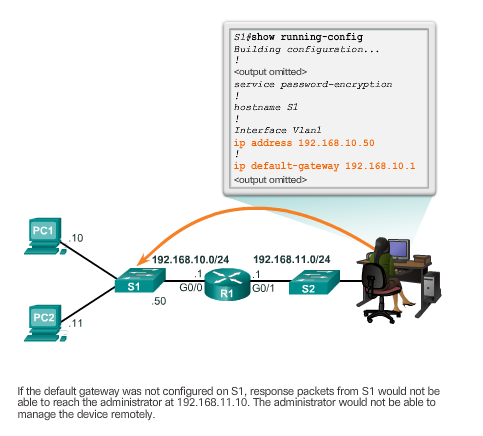 S1#show running-config
Building configuration...
!
<output omitted>
service password-encryption
!
hostname S1
!
Interface Vlan1
ip address 192.168.10.50
!
ip default-gateway 192.168.10.1
<output omitted>
PC1
.10
192.168.10.0/24
192.168.11.0/24
.1
.1
S1
G0/0
R1
G0/1
S2
.50
PC2
.11
If the default gateway was not configured on S1, response packets from S1 would not be
able to reach the administrator at 192.168.11.10. The administrator would not be able to
manage the device remotely.